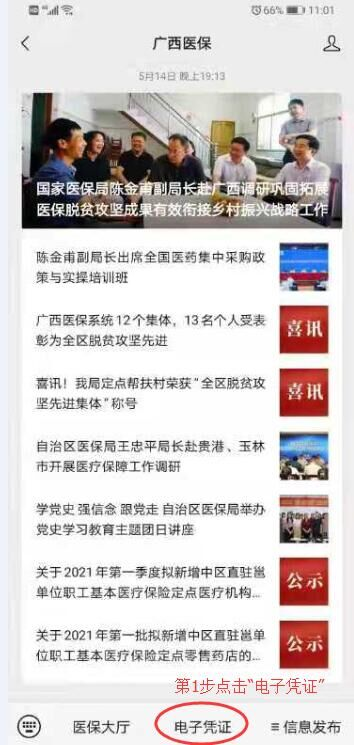 HD 4G 66% 11:01
广西医保
5月14日 晚上19:13
国家医保局陈金甫副局长赴广西调研巩固拓展
医保脱贫攻坚成果有效衔接乡村振兴战略工作
陈金甫副局长出席全国医药集中采购政
策与实操培训班
广西医保系统12个集体，13名个人受表
彰为全区脱贫攻坚先进
喜讯
喜讯！我局定点帮扶村荣获“全区脱贫攻
坚先进集体”称号
喜讯
自治区医保局王忠平局长赴贵港、玉林
市开展医疗保障工作调研
学党史 强信念 跟党走 自治区医保局举办
党史学习教育主题团日讲座
关于2021年第一季度拟新增中区直驻邕
单位职工基本医疗保险定点医疗机构...
公示
关于2021年第一批拟新增中区直驻邕单
位职工基本医疗保险定点零售药店的...
公示
第1步点击“电子凭证”
医保大厅
电子凭证
≡ 信息发布